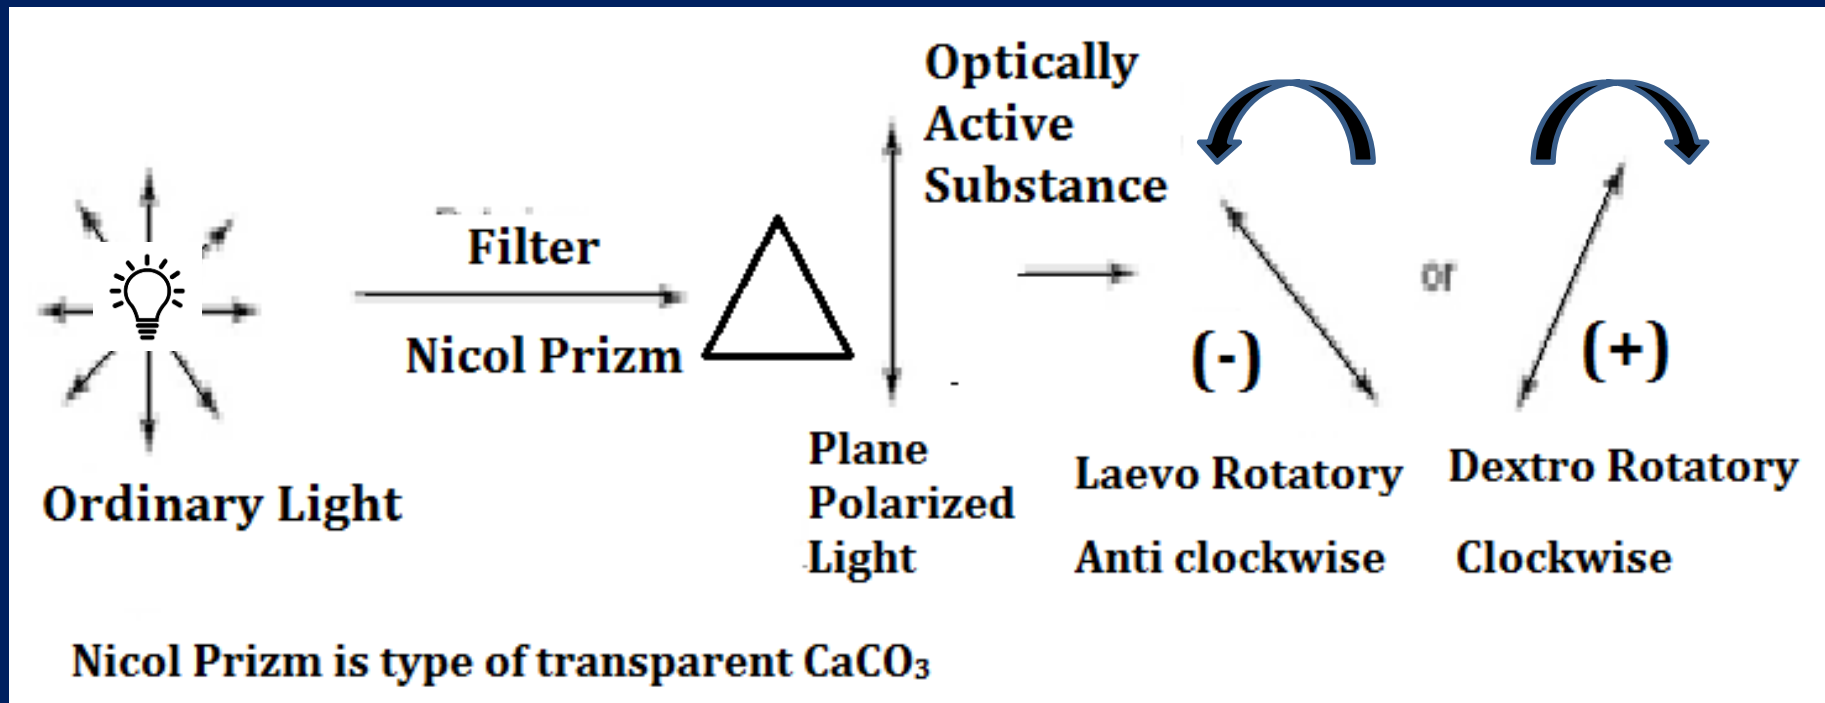 Optically
Active
Substance
Filter
Nicol Prizm
(-)
or
(+)
Ordinary Light
Plane
Polarized
Light
Laevo Rotatory
Anti clockwise
Dextro Rotatory
Clockwise
Nicol Prizm is type of transparent CaCO₃